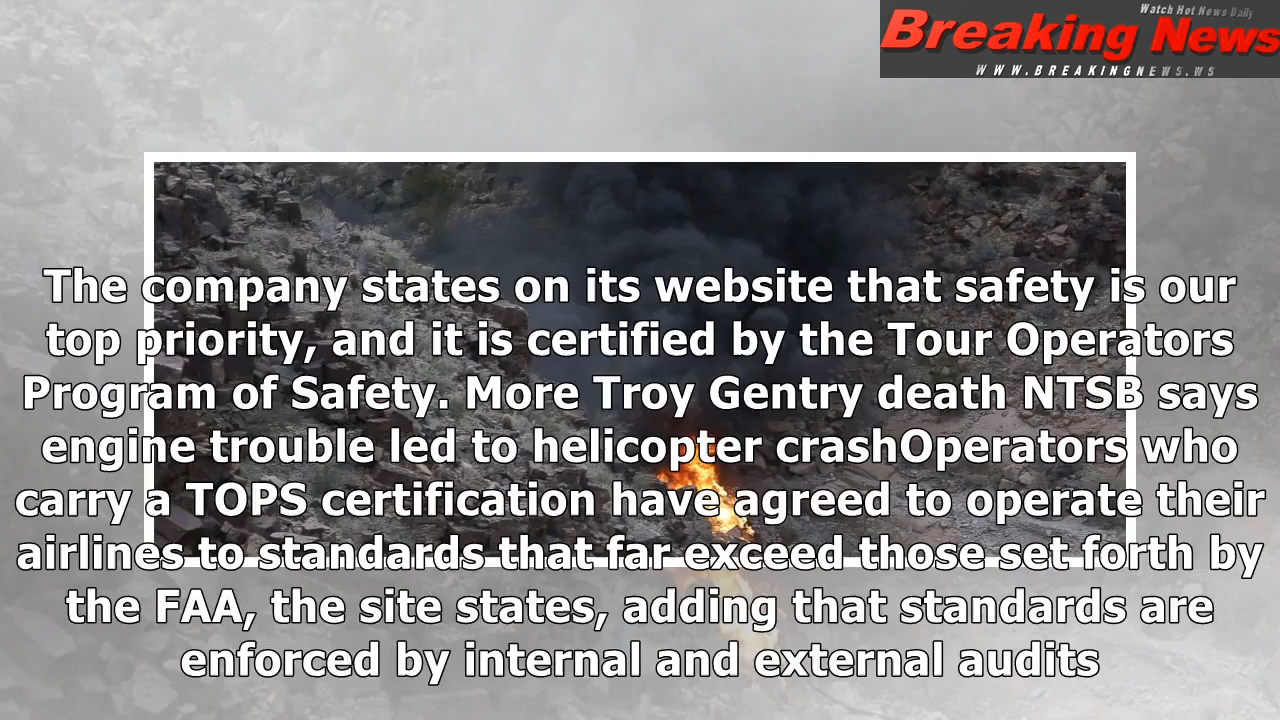 Watch Hot News Daily
Breaking News
WWW.BREAKINGNEWS.WS
The company states on its website that safety is our
top priority, and it is certified by the Tour Operators
Program of Safety. More Troy Gentry death NTSB says
engine trouble led to helicopter crashOperators who
carry a TOPS certification have agreed to operate their
airlines to standards that far exceed those set forth by
the FAA, the site states, adding that standards are
enforced by internal and external audits